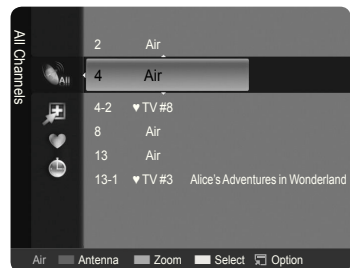 All Channels
2 Air
All
4 Air
4-2 ♥ TV #8
8 Air
13 Air
13-1 ♥ TV #3 Alice's Adventures in Wonderland
Air Antenna Zoom Select Option